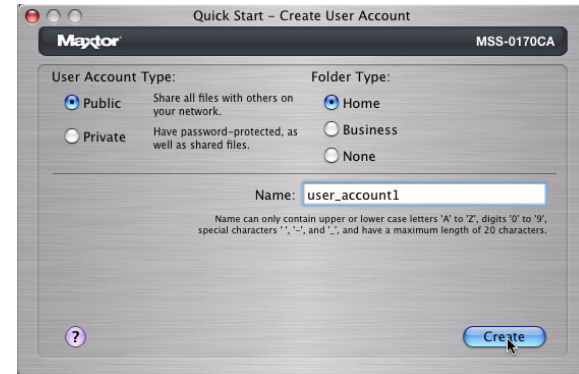 Quick Start – Create User Account
Maxtor
MSS-0170CA
User Account Type:
Public
Share all files with others on
your network.
Private
Have password-protected, as
well as shared files.
Folder Type:
Home
Business
None
Name: user_account1
Name can only contain upper or lower case letters 'A' to 'Z', digits '0' to '9',
special characters ' ', '-', and '_', and have a maximum length of 20 characters.
?
Create